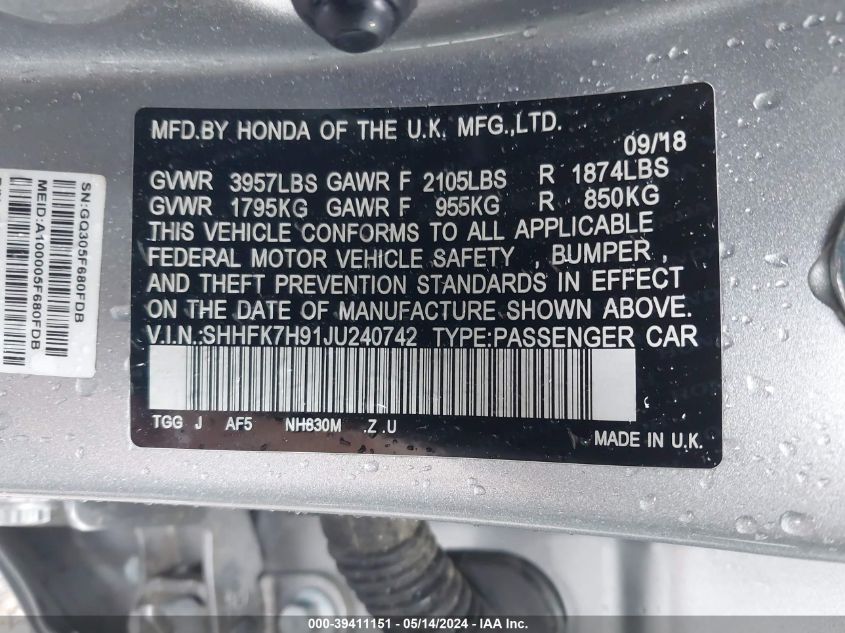 MFD.BY HONDA OF THE U.K. MFG.,LTD.
09/18
GVWR 3957LBS GAWR F 2105LBS R 1874LBS
GVWR 1795KG GAWR F 955KG R 850KG
THIS VEHICLE CONFORMS TO ALL APPLICABLE
FEDERAL MOTOR VEHICLE SAFETY , BUMPER ,
AND THEFT PREVENTION STANDARDS IN EFFECT
ON THE DATE OF MANUFACTURE SHOWN ABOVE.
V.I.N.:SHHFK7H91JU240742 TYPE:PASSENGER CAR
TGG J AF5 NH830M .Z .U
MADE IN U.K.
SN:GQ305F680FDB
MEID:A100005F680FDB
000-39411151 - 05/14/2024 - IAA Inc.